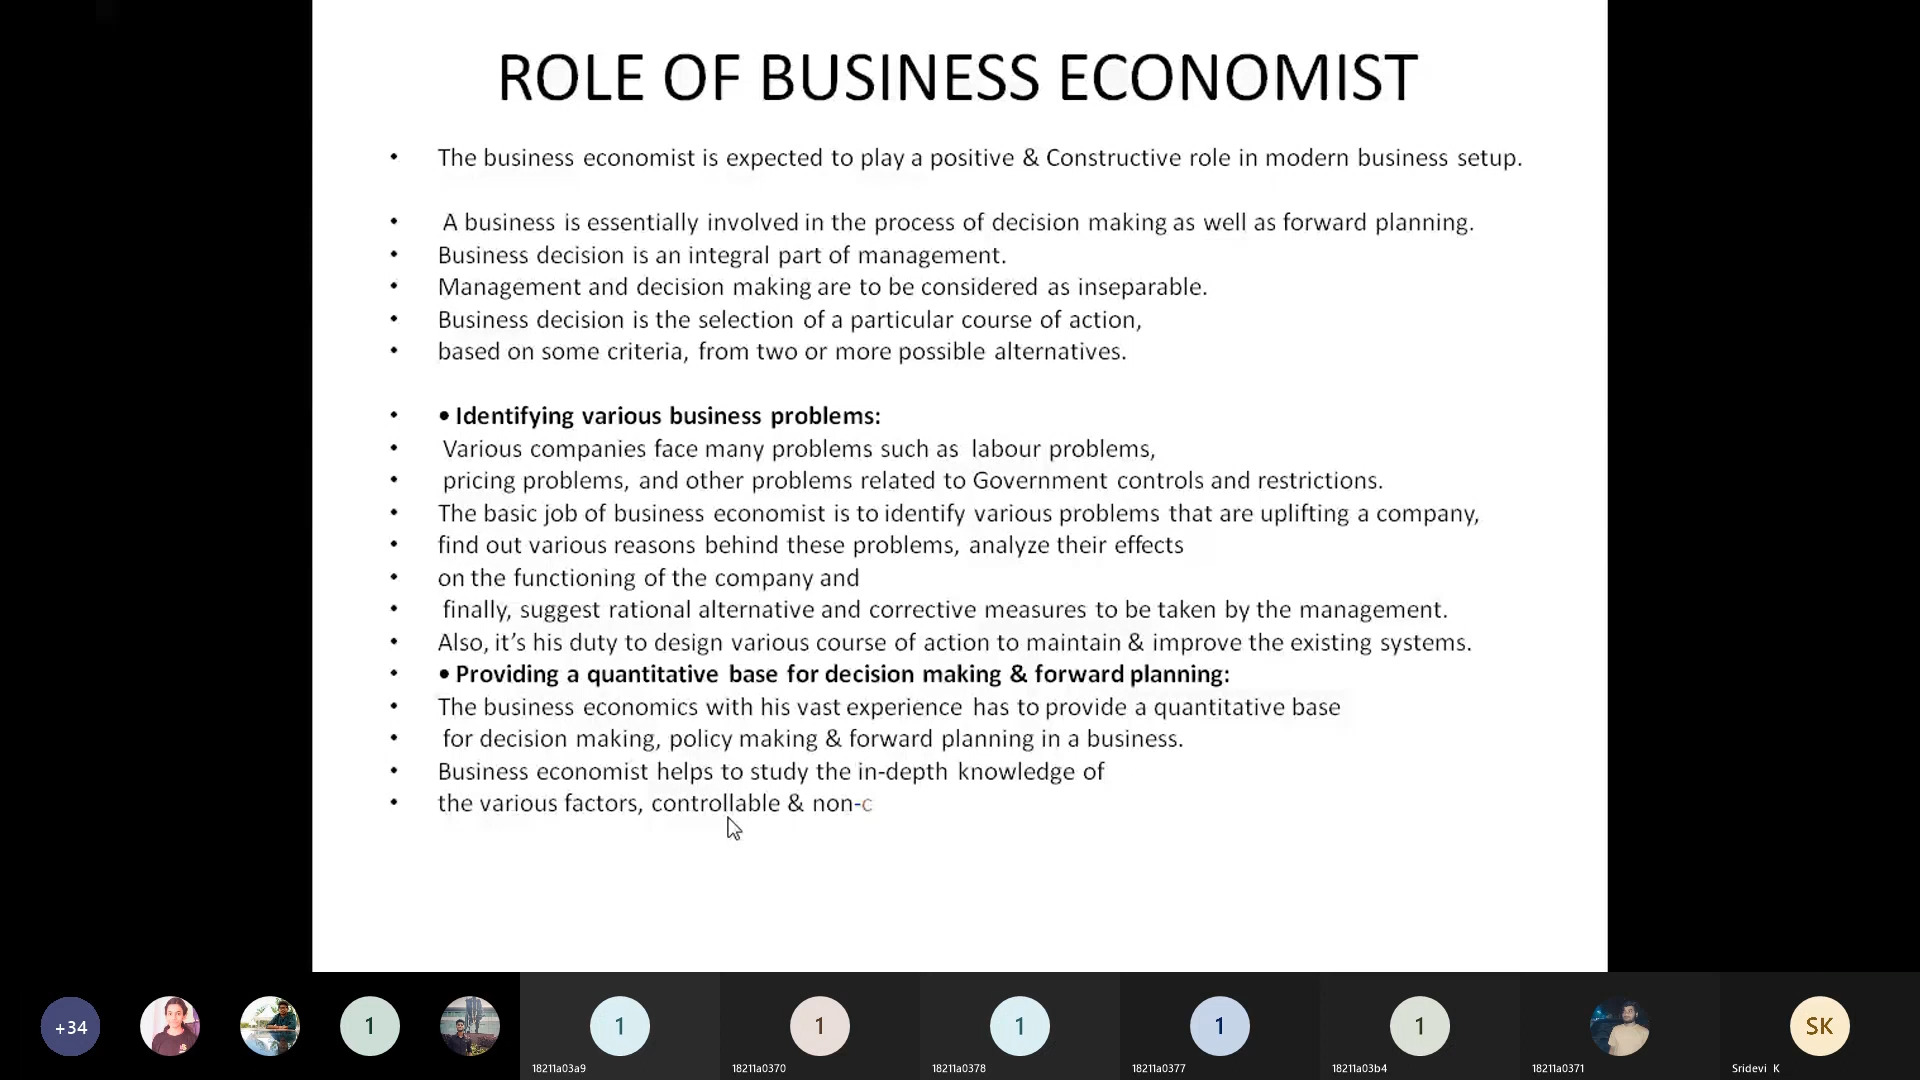 ROLE OF BUSINESS ECONOMIST
• The business economist is expected to play a positive & Constructive role in modern business setup.
• A business is essentially involved in the process of decision making as well as forward planning.
• Business decision is an integral part of management.
• Management and decision making are to be considered as inseparable.
• Business decision is the selection of a particular course of action,
• based on some criteria, from two or more possible alternatives.
• • Identifying various business problems:
• Various companies face many problems such as labour problems,
• pricing problems, and other problems related to Government controls and restrictions.
• The basic job of business economist is to identify various problems that are uplifting a company,
• find out various reasons behind these problems, analyze their effects
• on the functioning of the company and
• finally, suggest rational alternative and corrective measures to be taken by the management.
• Also, it’s his duty to design various course of action to maintain & improve the existing systems.
• • Providing a quantitative base for decision making & forward planning:
• The business economics with his vast experience has to provide a quantitative base
• for decision making, policy making & forward planning in a business.
• Business economist helps to study the in-depth knowledge of
• the various factors, controllable & non-c
+34 1 1 1 1 1 1 SK
18211a03a9 18211a0370 18211a0378 18211a0377 18211a03b4 18211a0371 Sridevi K